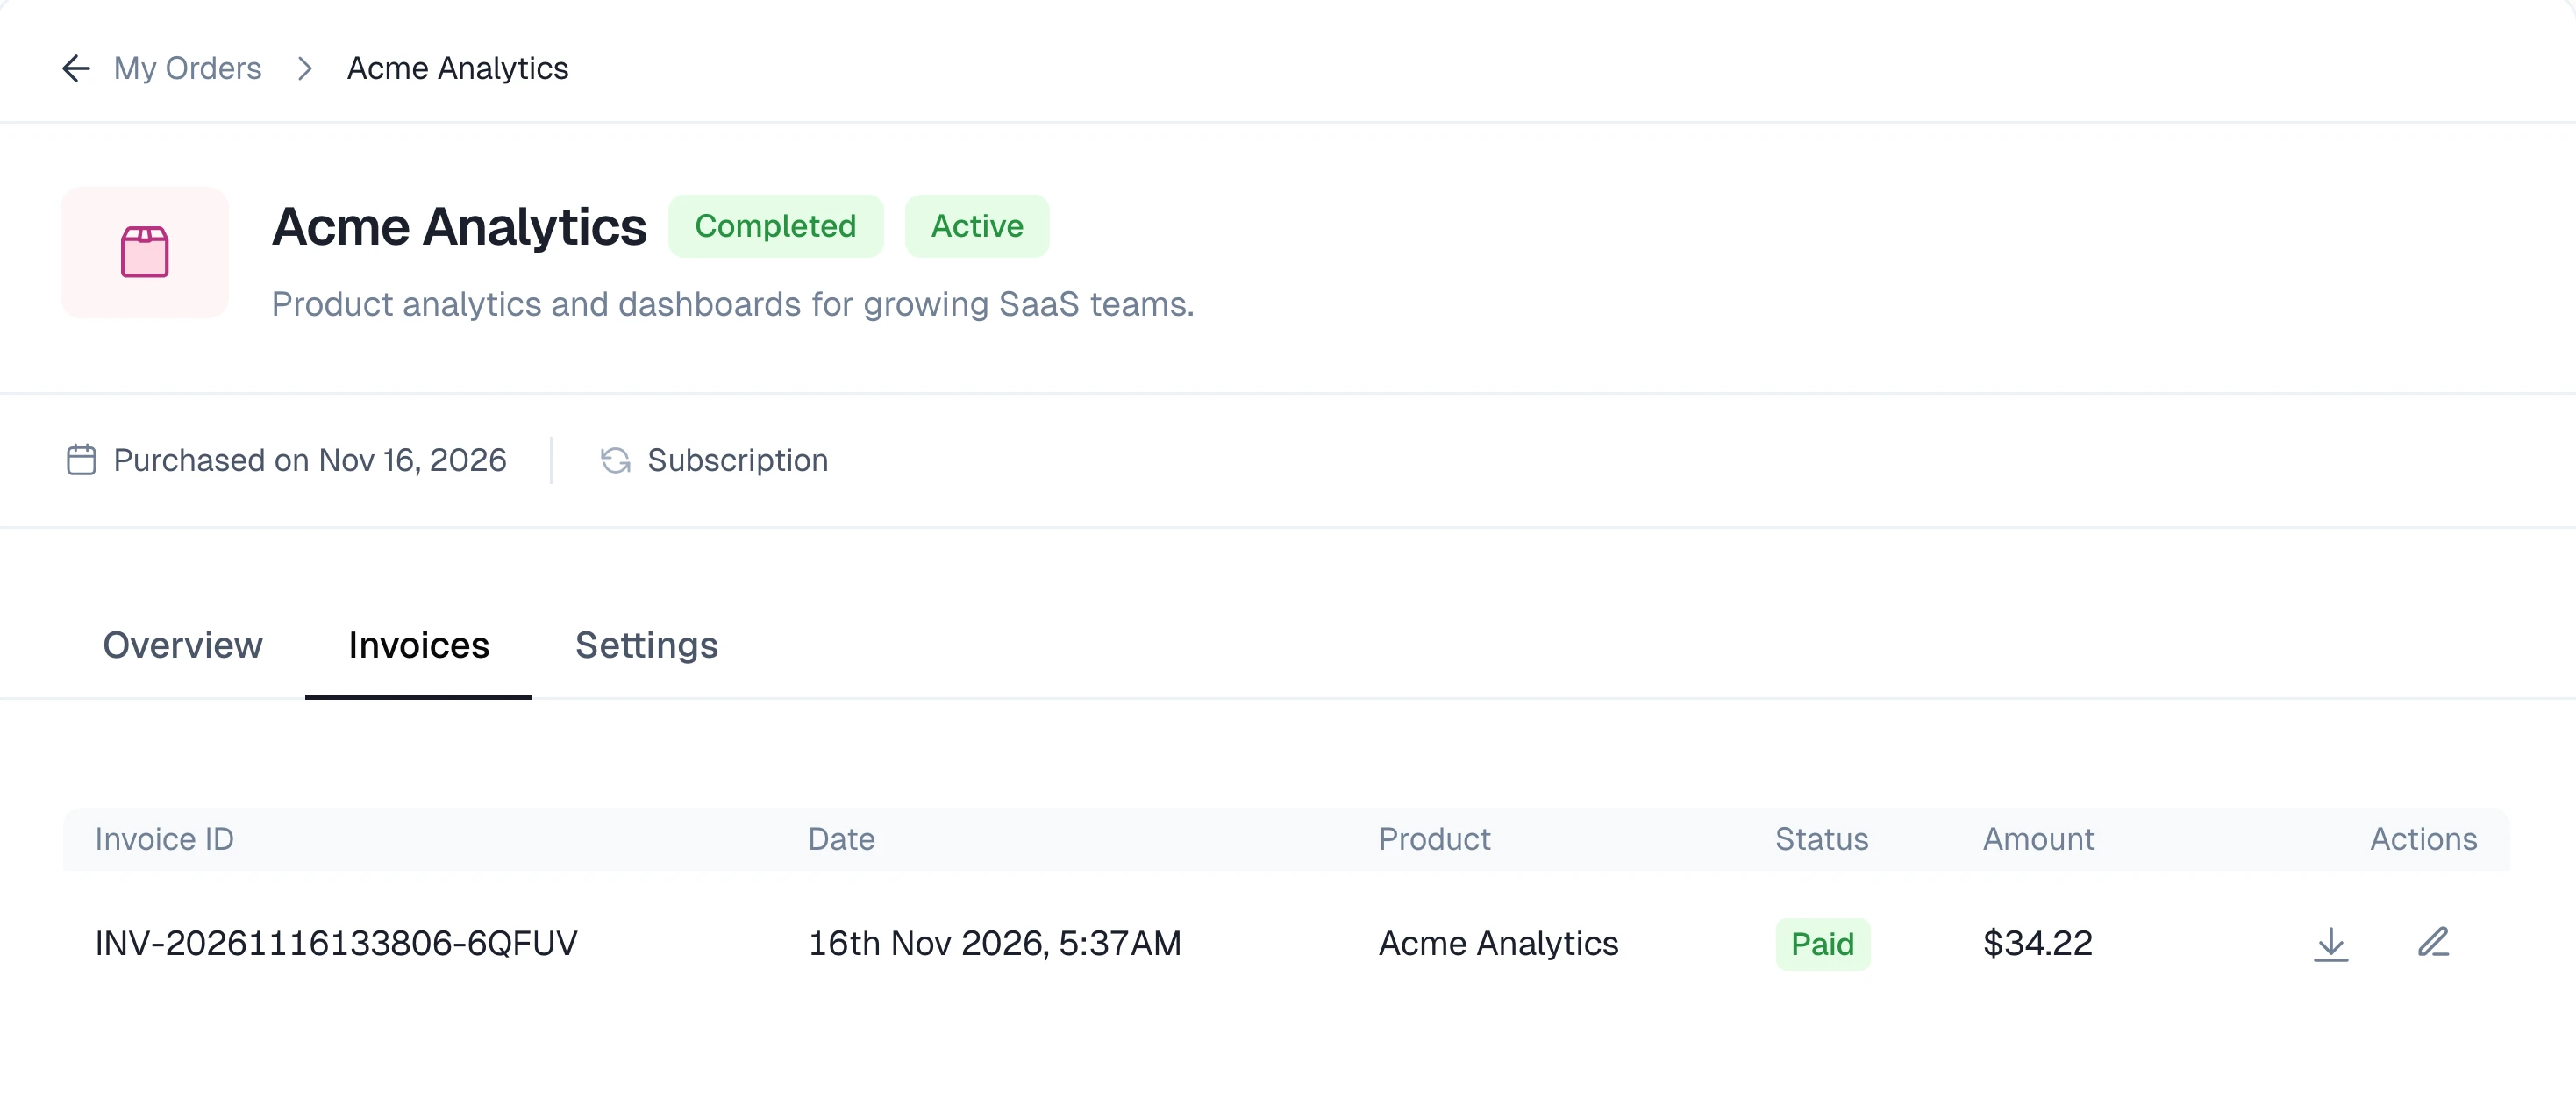 My Orders Acme Analytics
Acme Analytics Completed Active
Product analytics and dashboards for growing SaaS teams.
Purchased on Nov 16, 2026 Subscription
Overview Invoices Settings
Invoice ID Date Product Status Amount Actions
INV-20261116133806-6QFUV 16th Nov 2026, 5:37AM Acme Analytics Paid $34.22